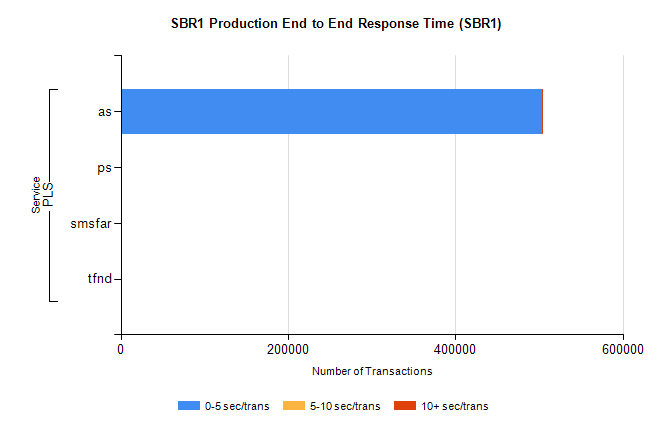 SBR1 Production End to End Response Time (SBR1)
as
ps
smsfar
tfnd
Service
PLS
0
200000
400000
600000
Number of Transactions
0-5 sec/trans
5-10 sec/trans
10+ sec/trans